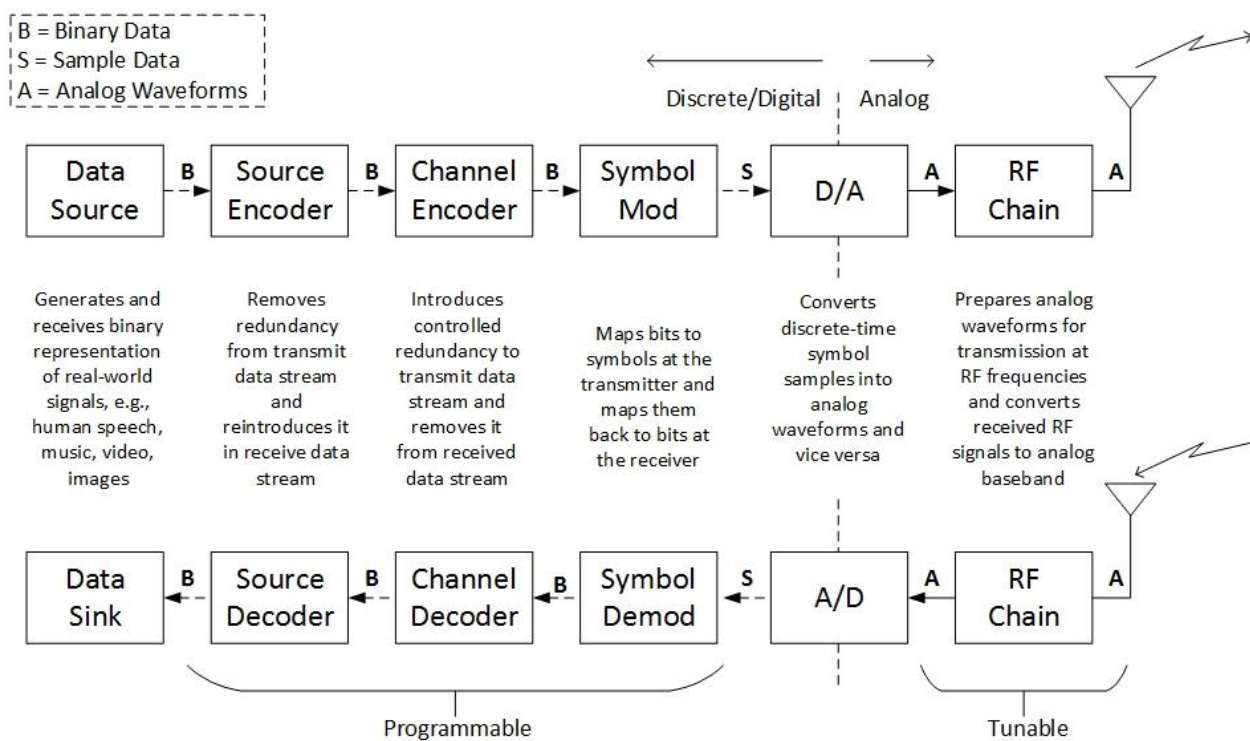 B = Binary Data
S = Sample Data
A = Analog Waveforms
Discrete/Digital
Analog
Data
Source
B
Source
Encoder
B
Channel
Encoder
B
Symbol
Mod
S
D/A
A
RF
Chain
A
Generates and
receives binary
representation
of real-world
signals, e.g.,
human speech,
music, video,
images
Removes
redundancy
from transmit
data stream
and
reintroduces it
in receive data
stream
Introduces
controlled
redundancy to
transmit data
stream and
removes it
from received
data stream
Maps bits to
symbols at the
transmitter and
maps them
back to bits at
the receiver
Converts
discrete-time
symbol
samples into
analog
waveforms and
vice versa
Prepares analog
waveforms for
transmission at
RF frequencies
and converts
received RF
signals to analog
baseband
Data
Sink
B
Source
Decoder
B
Channel
Decoder
B
Symbol
Demod
S
A/D
A
RF
Chain
A
Programmable
Tunable